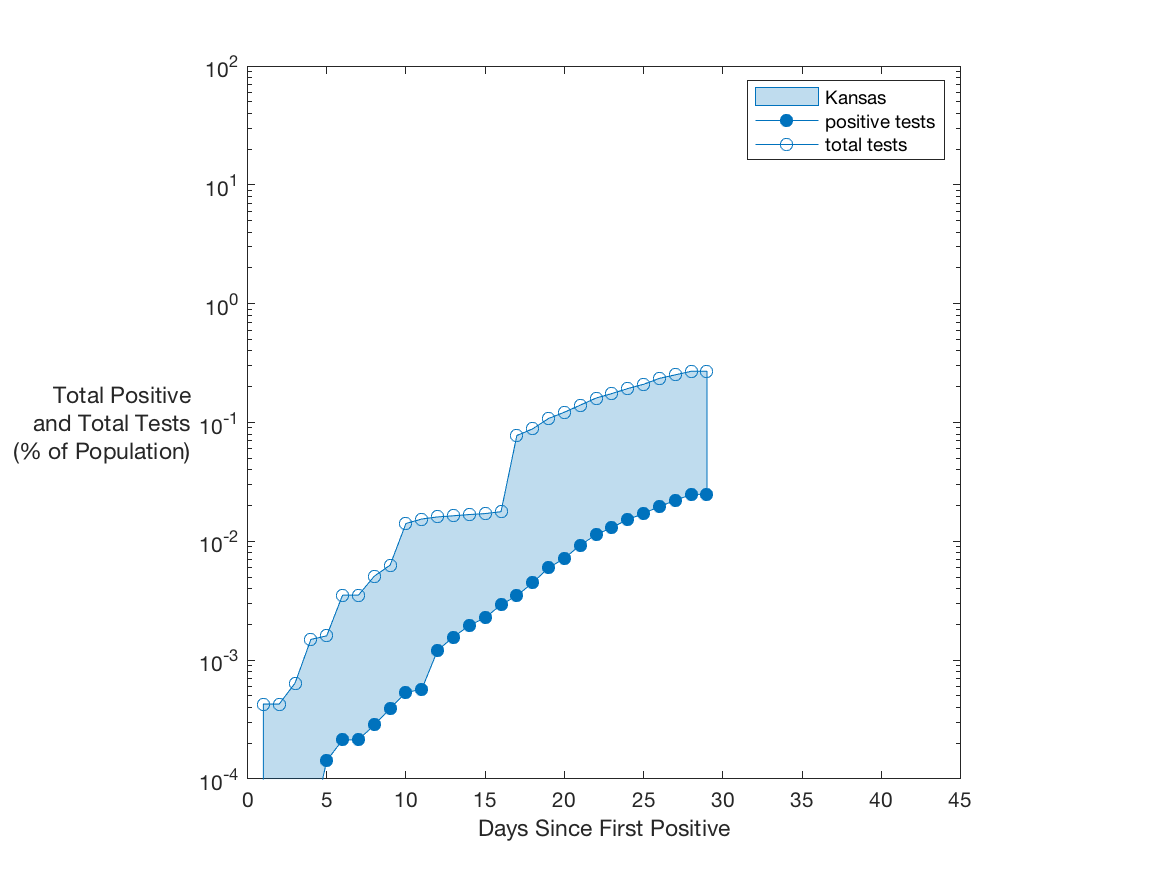 10^2
10^1
10^0
10^-1
10^-2
10^-3
10^-4
Total Positive
and Total Tests
(% of Population)
Kansas
positive tests
total tests
0 5 10 15 20 25 30 35 40 45
Days Since First Positive